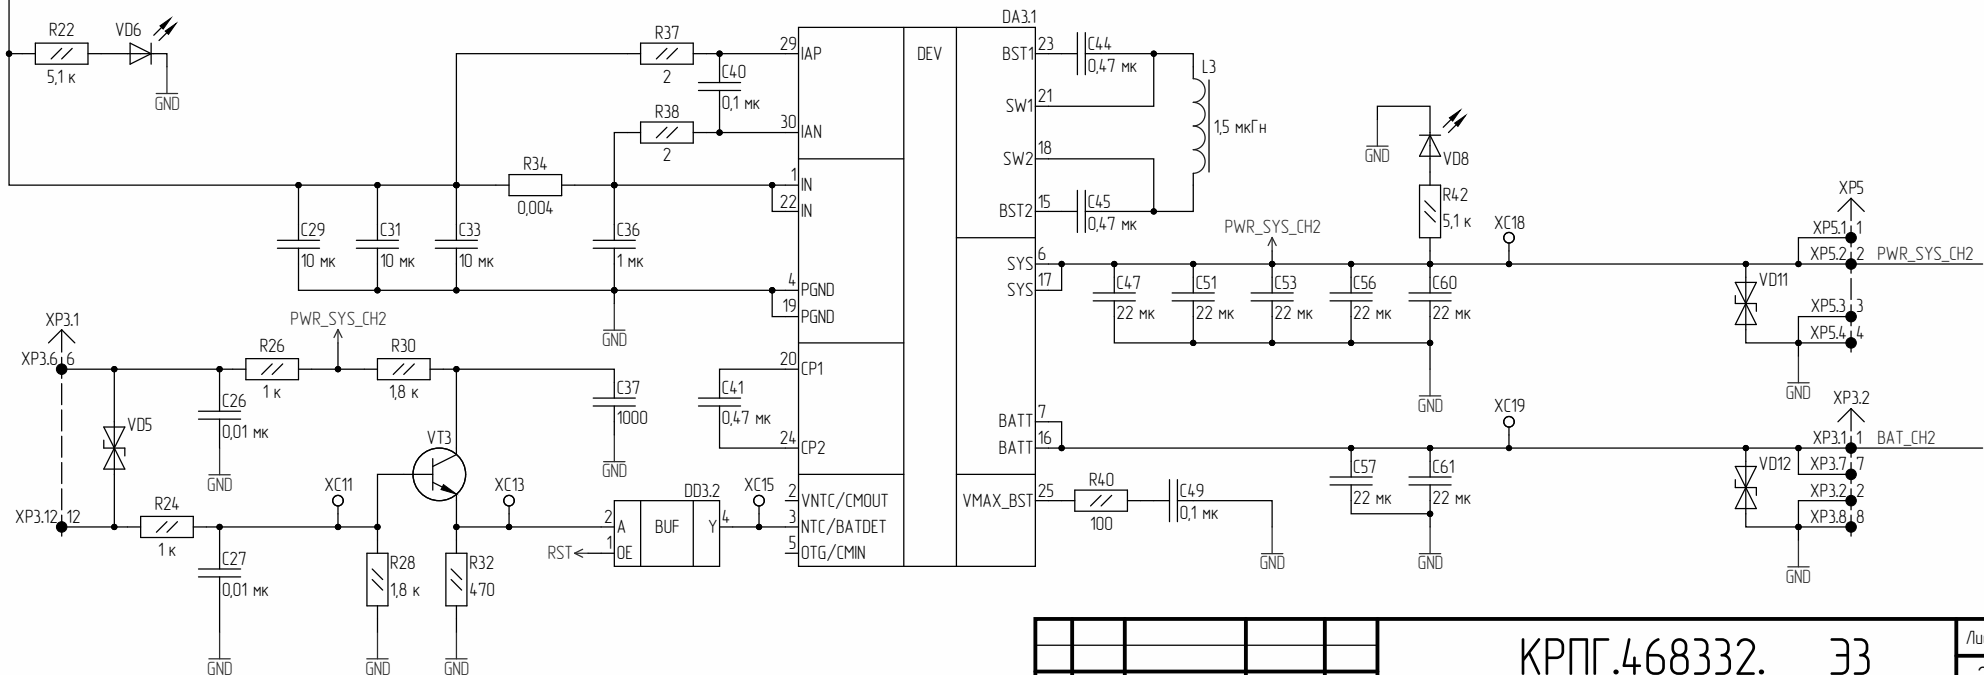 DA3.1
R22
5,1 к
VD6
GND
R37
2
C40
0,1 мк
R38
2
R34
0,004
C29
10 мк
C31
10 мк
C33
10 мк
C36
1 мк
GND
29 IAP
30 IAN
1 IN
22 IN
4 PGND
19 PGND
20 CP1
24 CP2
2 VNTC/CMOUT
3 NTC/BATDET
5 OTG/CMIN
DEV
BST1 23
SW1 21
SW2 18
BST2 15
SYS 6
SYS 17
BATT 7
BATT 16
VMAX_BST 25
C44
0,47 мк
L3
1,5 мкГн
C45
0,47 мк
GND
VD8
R42
5,1 к
PWR_SYS_CH2
XC18
C47
22 мк
C51
22 мк
C53
22 мк
C56
22 мк
C60
22 мк
GND
VD11
XP5
XP5.1 1
XP5.2 2 PWR_SYS_CH2
XP5.3 3
XP5.4 4
GND
XC19
C57
22 мк
C61
22 мк
GND
VD12
XP3.2
XP3.1 1 BAT_CH2
XP3.7 7
XP3.2 2
XP3.8 8
GND
R40
100
C49
0,1 мк
GND
XP3.1
XP3.6 6
XP3.12 12
VD5
C26
0,01 мк
GND
R26
1 к
PWR_SYS_CH2
R30
1,8 к
C37
1000
GND
C41
0,47 мк
VT3
R24
1 к
C27
0,01 мк
GND
XC11
R28
1,8 к
GND
XC13
R32
470
GND
RST
DD3.2
2 A
1 OE
BUF
Y 4
XC15
КРПГ.468332. Э3